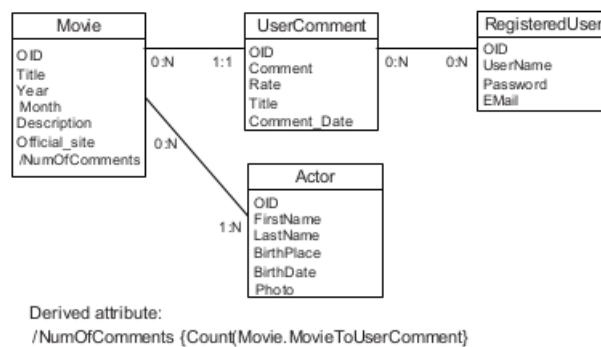 Movie
OID
Title
Year
Month
Description
Official_site
/NumOfComments
0:N
1:1
UserComment
OID
Comment
Rate
Title
Comment_Date
0:N
0:N
RegisteredUser
OID
UserName
Password
EMail
0:N
1:N
Actor
OID
FirstName
LastName
BirthPlace
BirthDate
Photo
Derived attribute:
/NumOfComments {Count(Movie.MovieToUserComment}